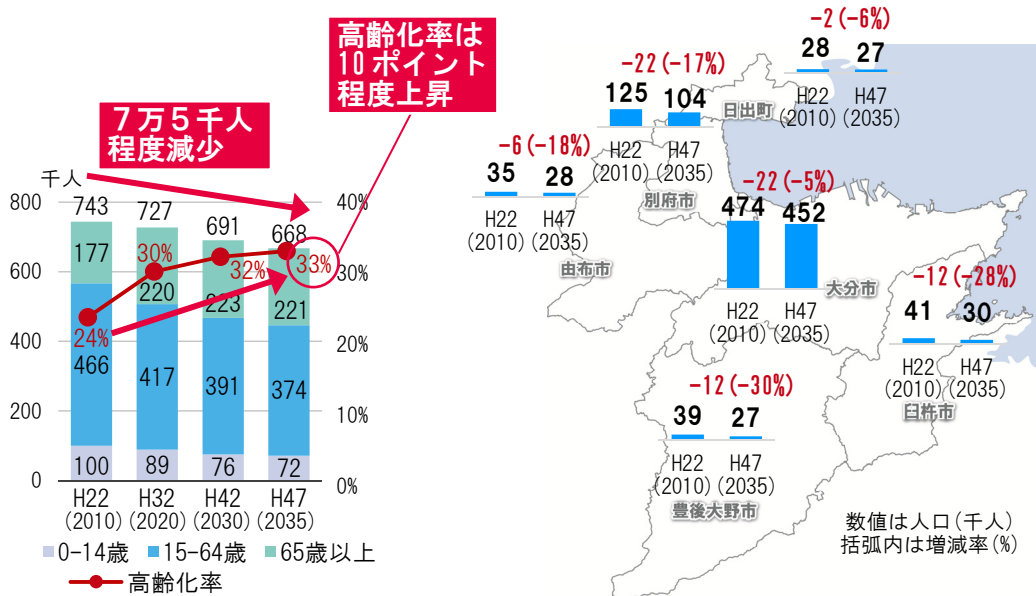 高齢化率は
10ポイント
程度上昇
7万5千人
程度減少
千人
800
600
400
200
0
40%
30%
20%
10%
0%
743
727
691
668
177
220
223
221
466
417
391
374
100
89
76
72
24%
30%
32%
33%
H22
(2010)
H32
(2020)
H42
(2030)
H47
(2035)
0-14歳
15-64歳
65歳以上
高齢化率
-2(-6%)
28
27
H22
(2010)
H47
(2035)
日出町
-22(-17%)
125
104
H22
(2010)
H47
(2035)
別府市
-6(-18%)
35
28
H22
(2010)
H47
(2035)
由布市
-22(-5%)
474
452
H22
(2010)
H47
(2035)
大分市
-12(-28%)
41
30
H22
(2010)
H47
(2035)
臼杵市
-12(-30%)
39
27
H22
(2010)
H47
(2035)
豊後大野市
数値は人口(千人)
括弧内は増減率(%)